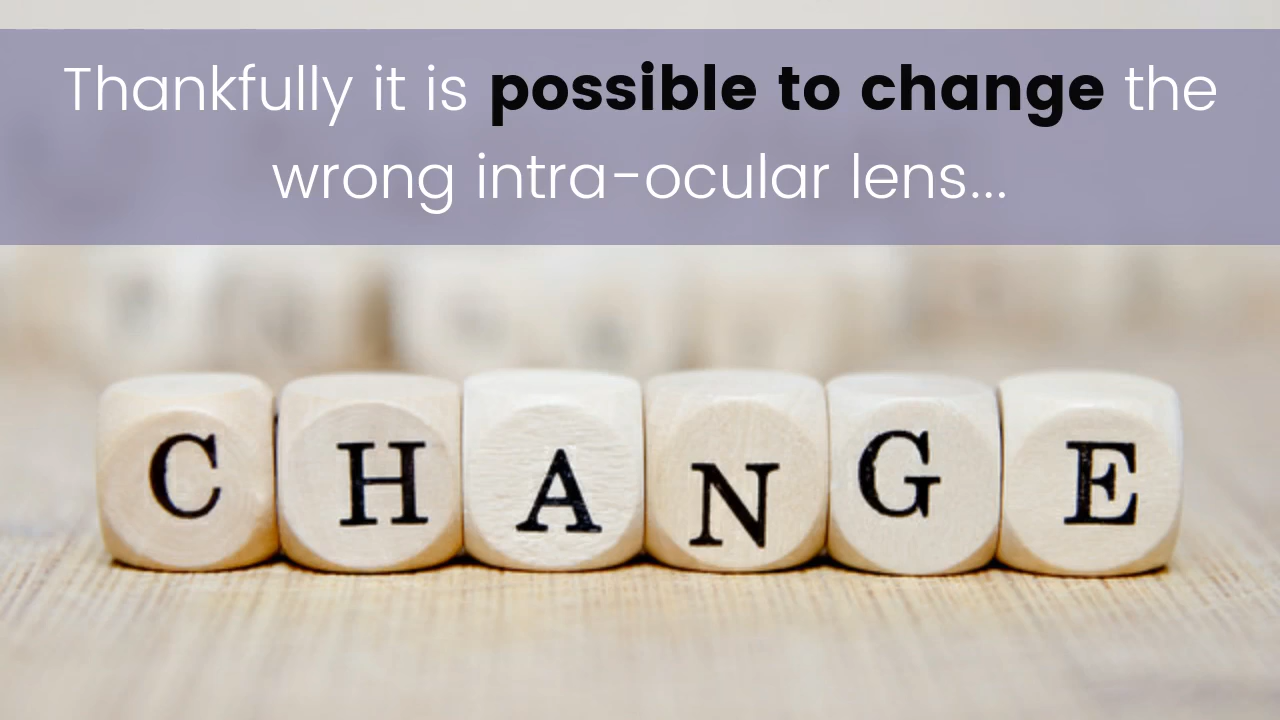 Thankfully it is possible to change the
wrong intra-ocular lens...
CHANGE